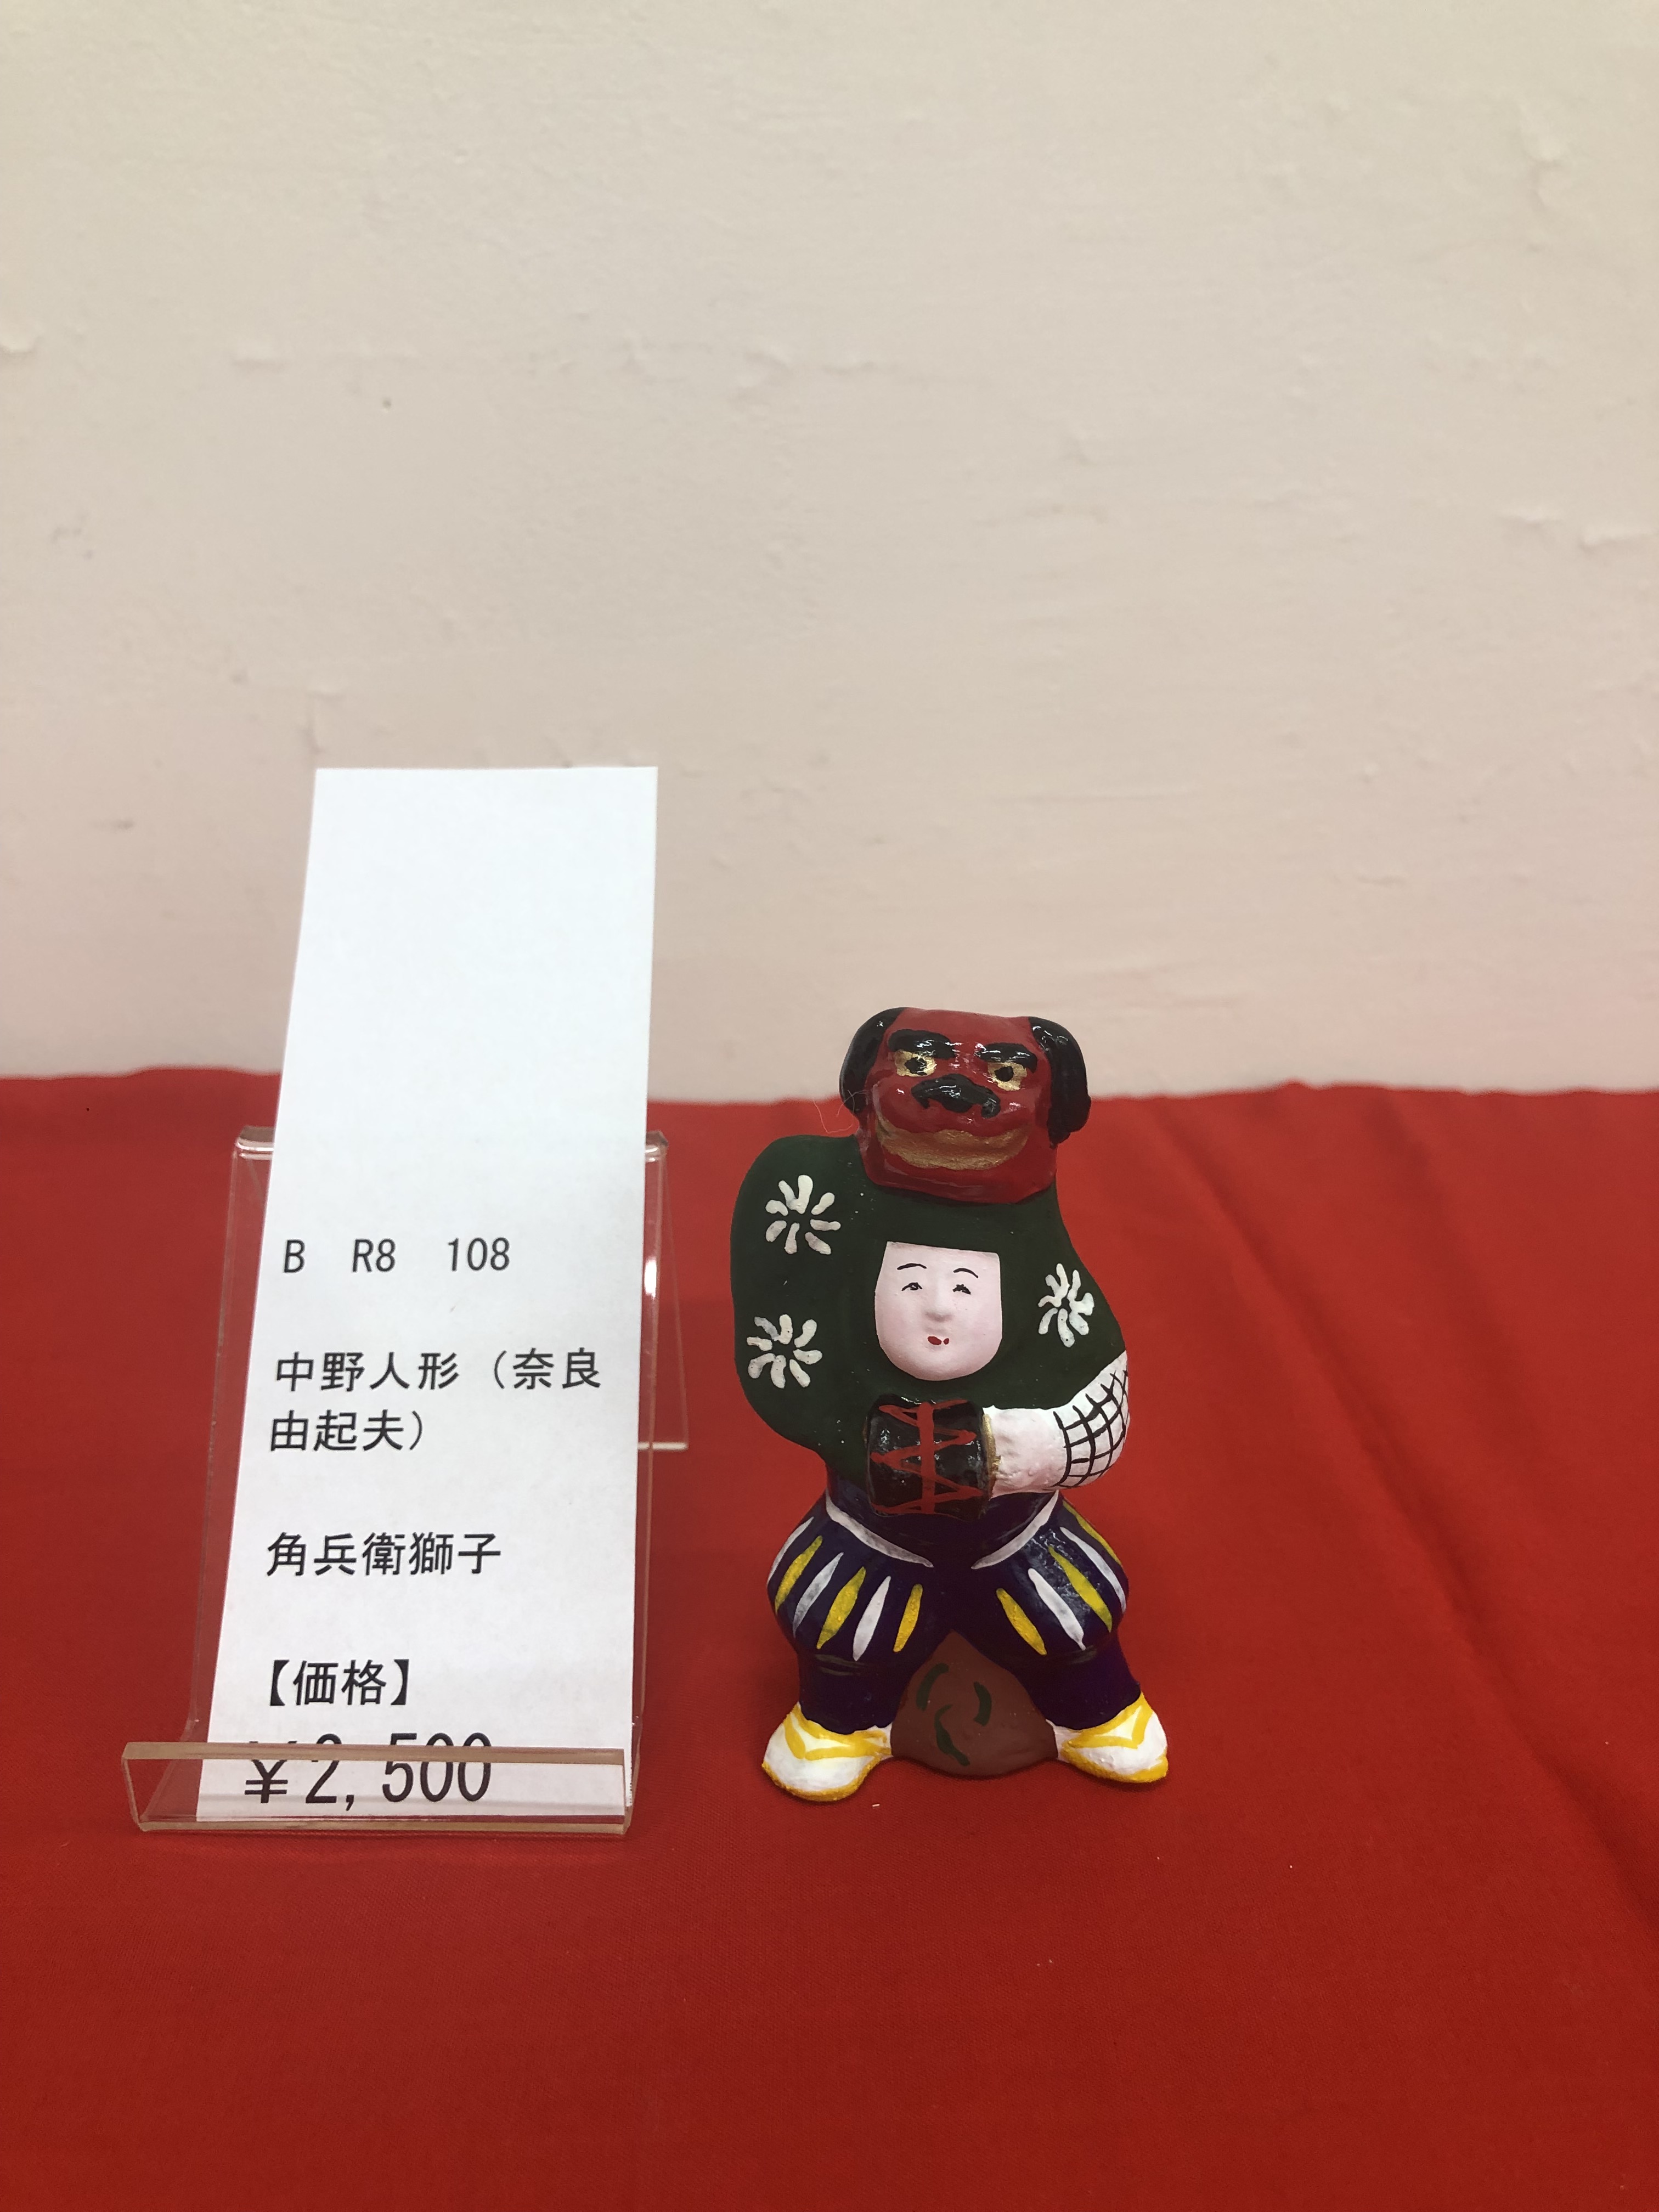 B R8 108
中野人形（奈良
由起夫）
角兵衛獅子
【価格】
￥2,500